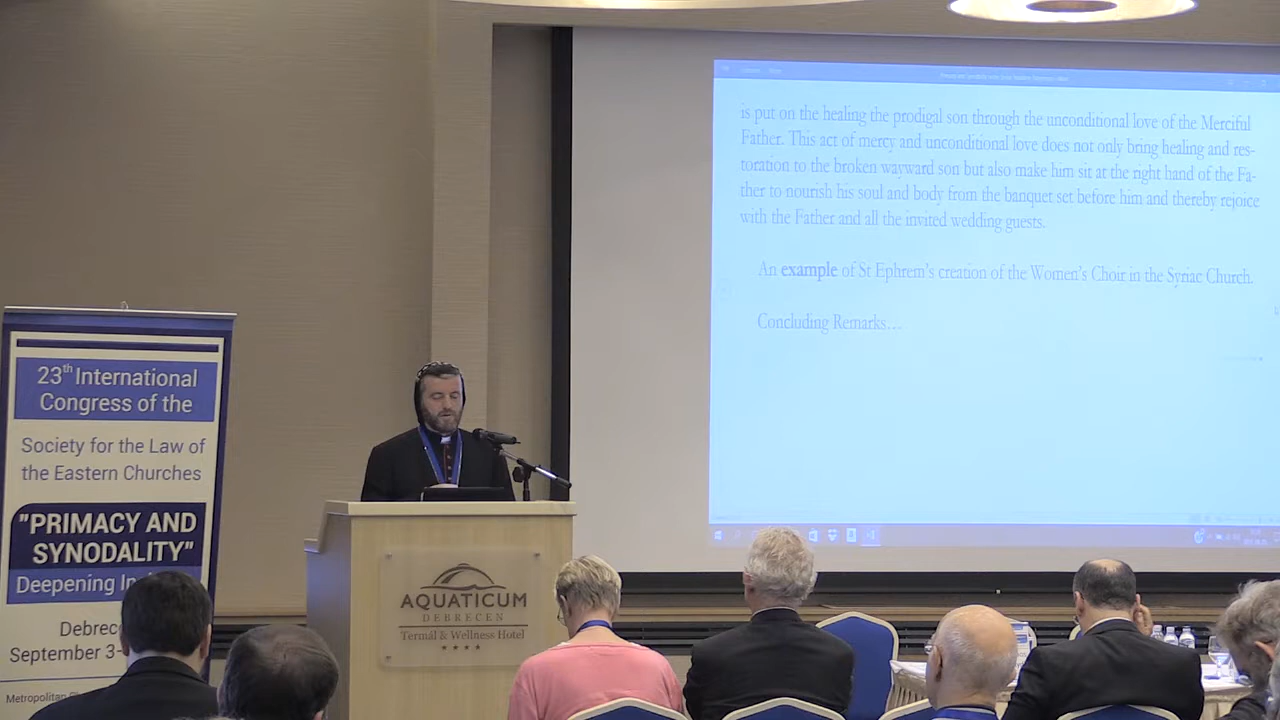 23th International
Congress of the
Society for the Law of
the Eastern Churches
"PRIMACY AND
SYNODALITY"
Deepening
Debrec
September 3-
Metropolitan
AQUATICUM
DEBRECEN
Termál & Wellness Hotel
is put on the healing the prodigal son through the unconditional love of the Merciful
Father. This act of mercy and unconditional love does not only bring healing and res-
toration to the broken wayward son but also make him sit at the right hand of the Fa-
ther to nourish his soul and body from the banquet set before him and thereby rejoice
with the Father and all the invited wedding guests.
An example of St Ephrem's creation of the Women's Choir in the Syriac Church.
Concluding Remarks…